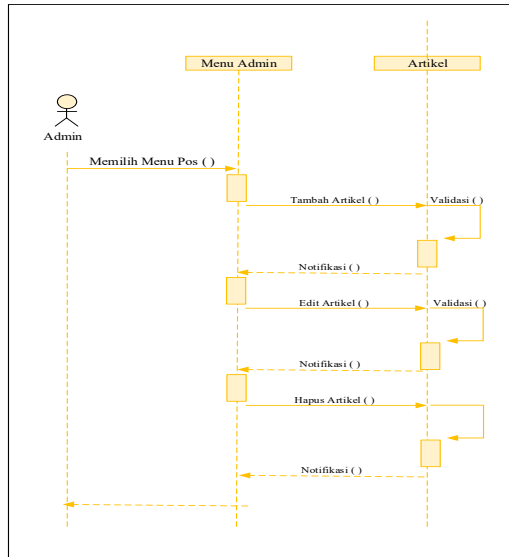 Menu Admin
Artikel
Admin
Memilih Menu Pos ( )
Tambah Artikel ( )
Validasi ( )
Notifikasi ( )
Edit Artikel ( )
Validasi ( )
Notifikasi ( )
Hapus Artikel ( )
Notifikasi ( )